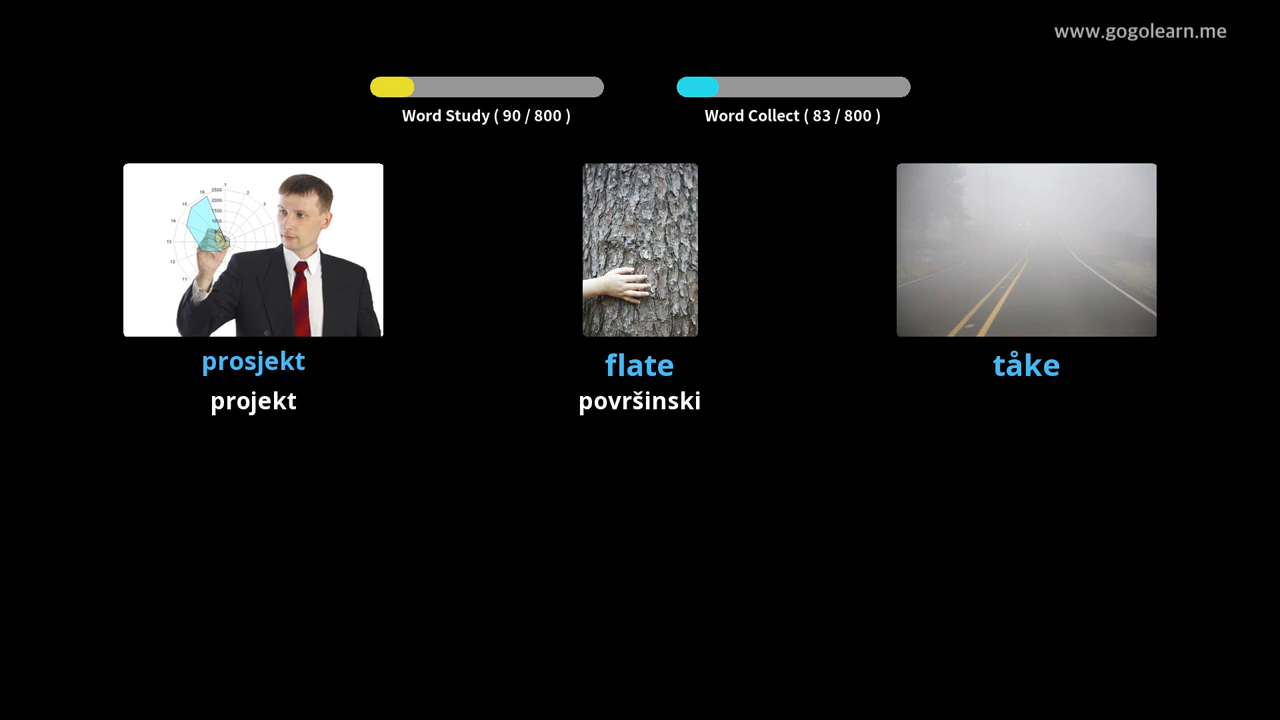 www.gogolearn.me
Word Study ( 90 / 800 )
Word Collect ( 83 / 800 )
prosjekt
projekt
flate
površinski
tåke